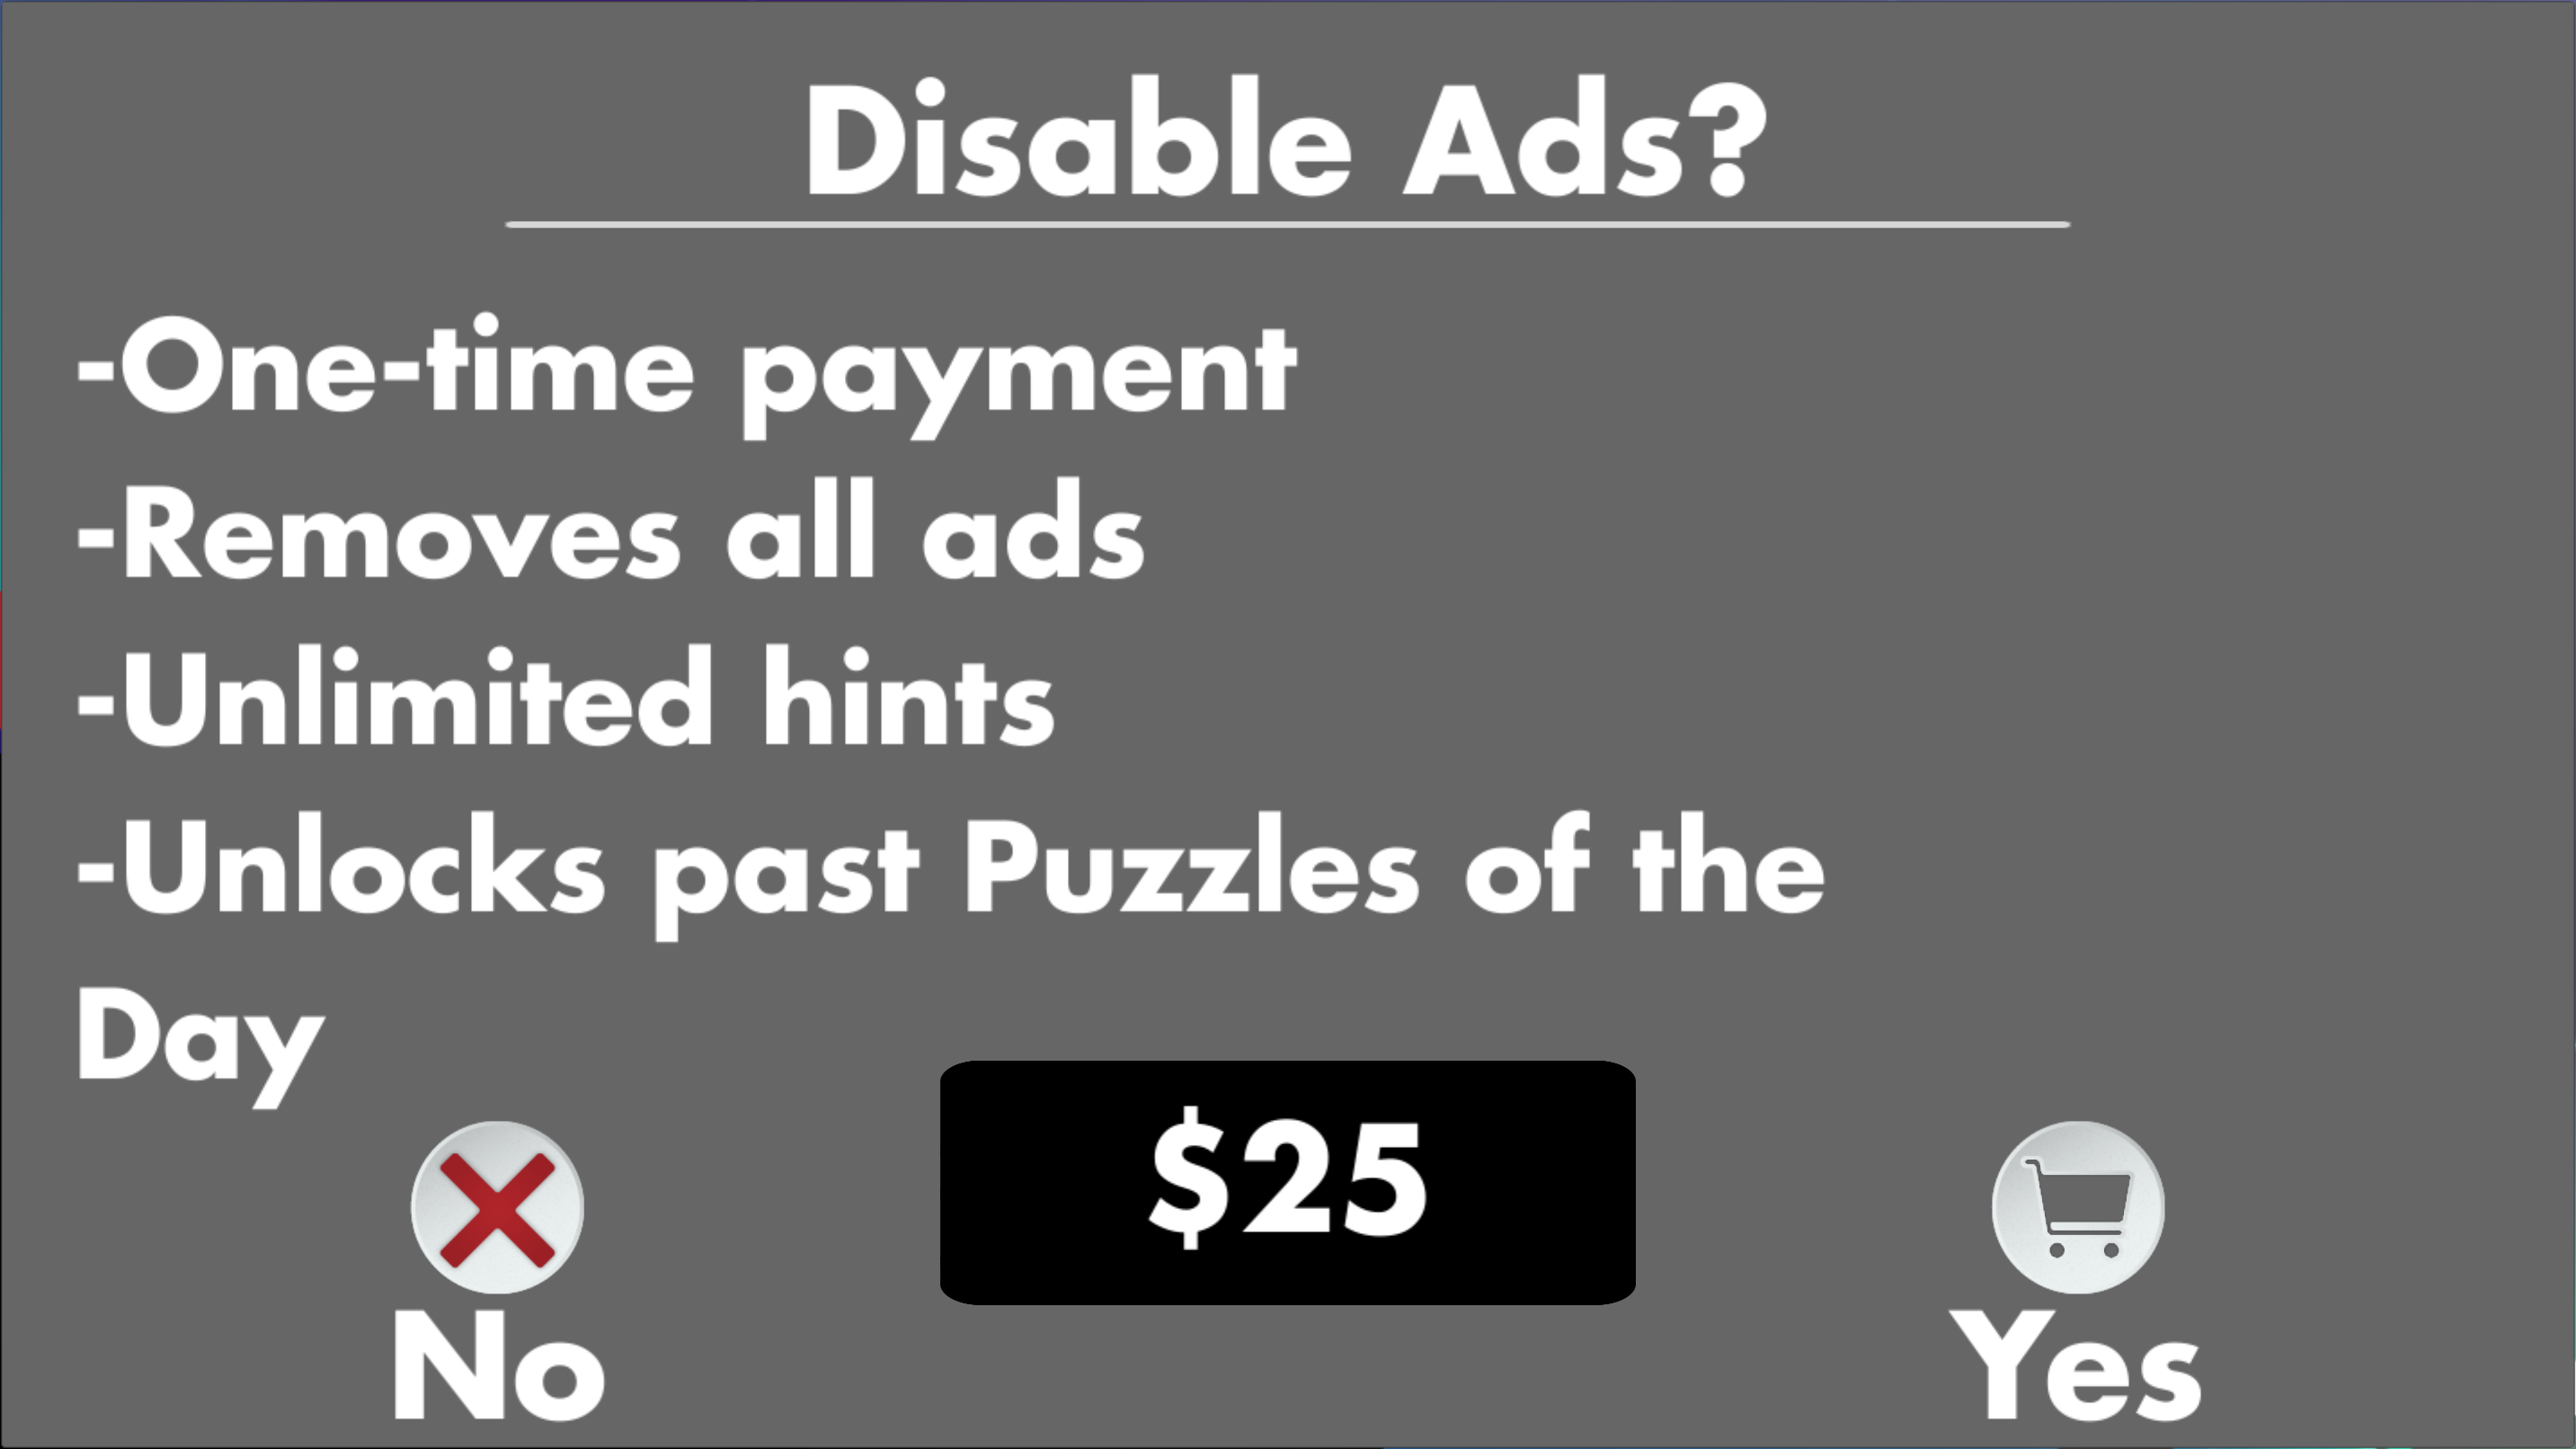 Disable Ads?
-One-time payment
-Removes all ads
-Unlimited hints
-Unlocks past Puzzles of the
Day
$25
No
Yes